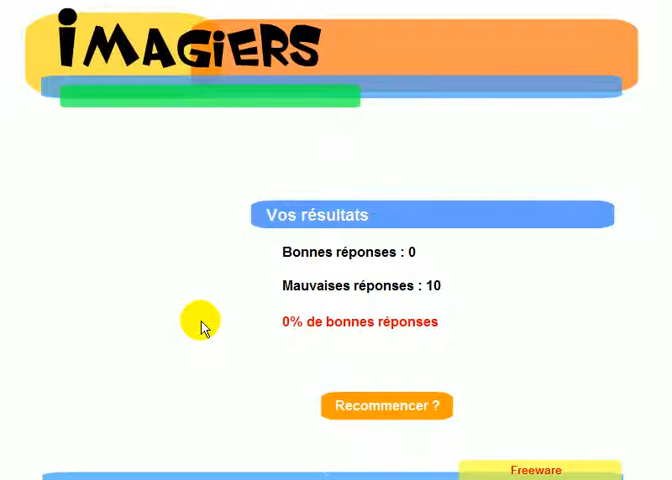 iMAGiERS
Vos résultats
Bonnes réponses : 0
Mauvaises réponses : 10
0% de bonnes réponses
Recommencer ?
Freeware